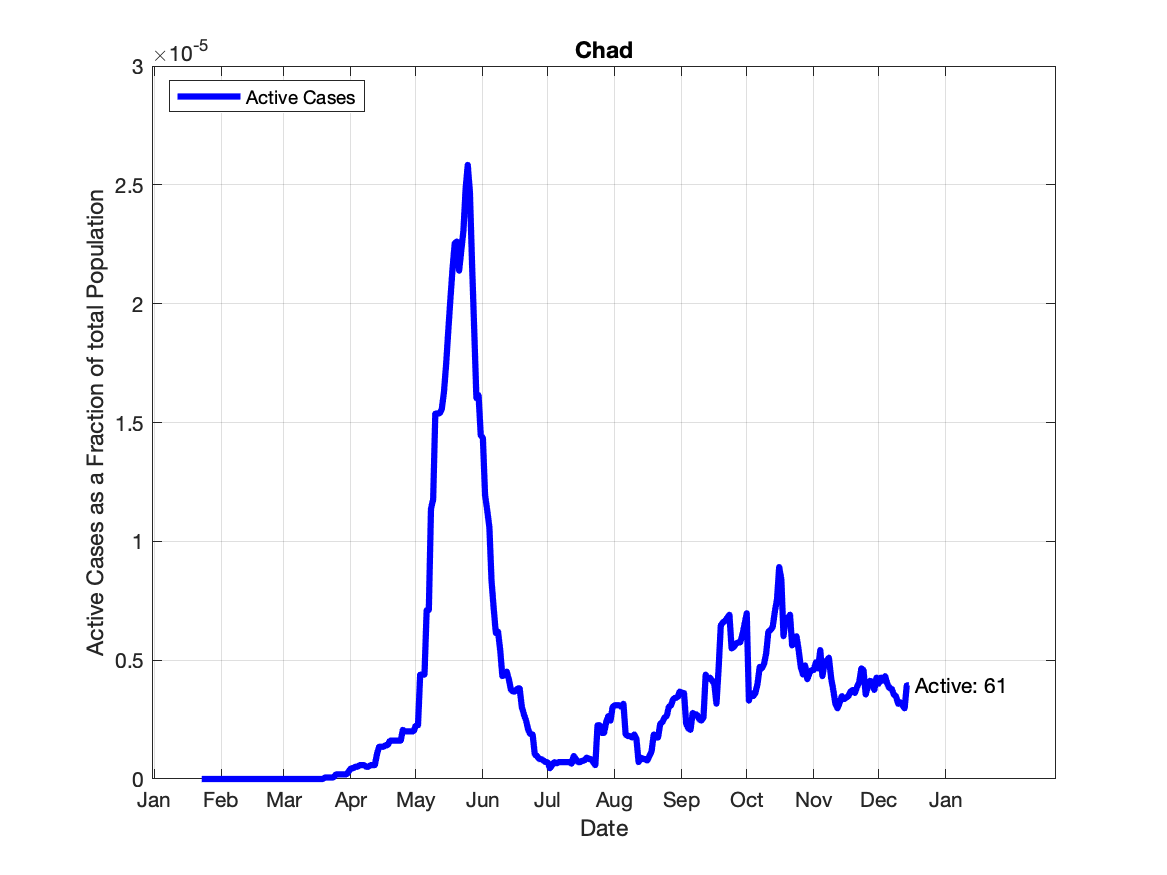 Chad
×10-5
Active Cases
3
2.5
2
1.5
1
0.5
0
Active Cases as a Fraction of total Population
Active: 61
Jan Feb Mar Apr May Jun Jul Aug Sep Oct Nov Dec Jan
Date